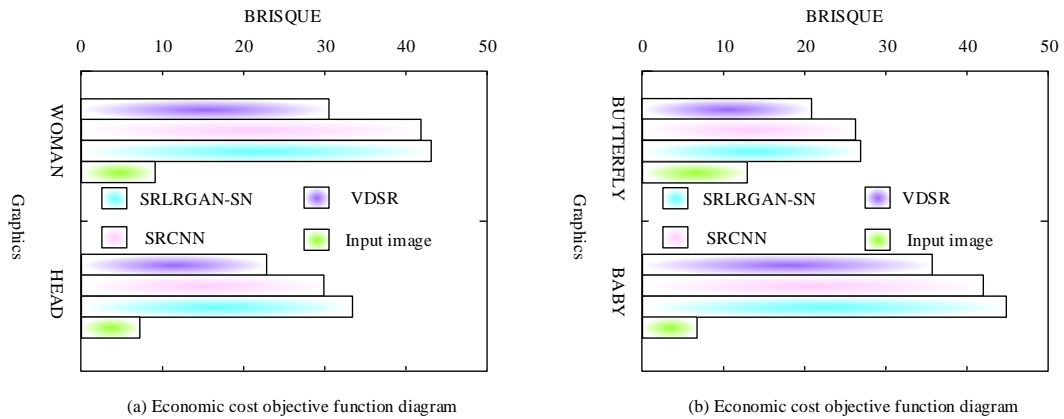 BRISQUE
0 10 20 30 40 50
WOMAN
SRLRGAN-SN VDSR
SRCNN Input image
Graphics
HEAD
(a) Economic cost objective function diagram
BRISQUE
0 10 20 30 40 50
BUTTERFLY
SRLRGAN-SN VDSR
SRCNN Input image
Graphics
BABY
(b) Economic cost objective function diagram